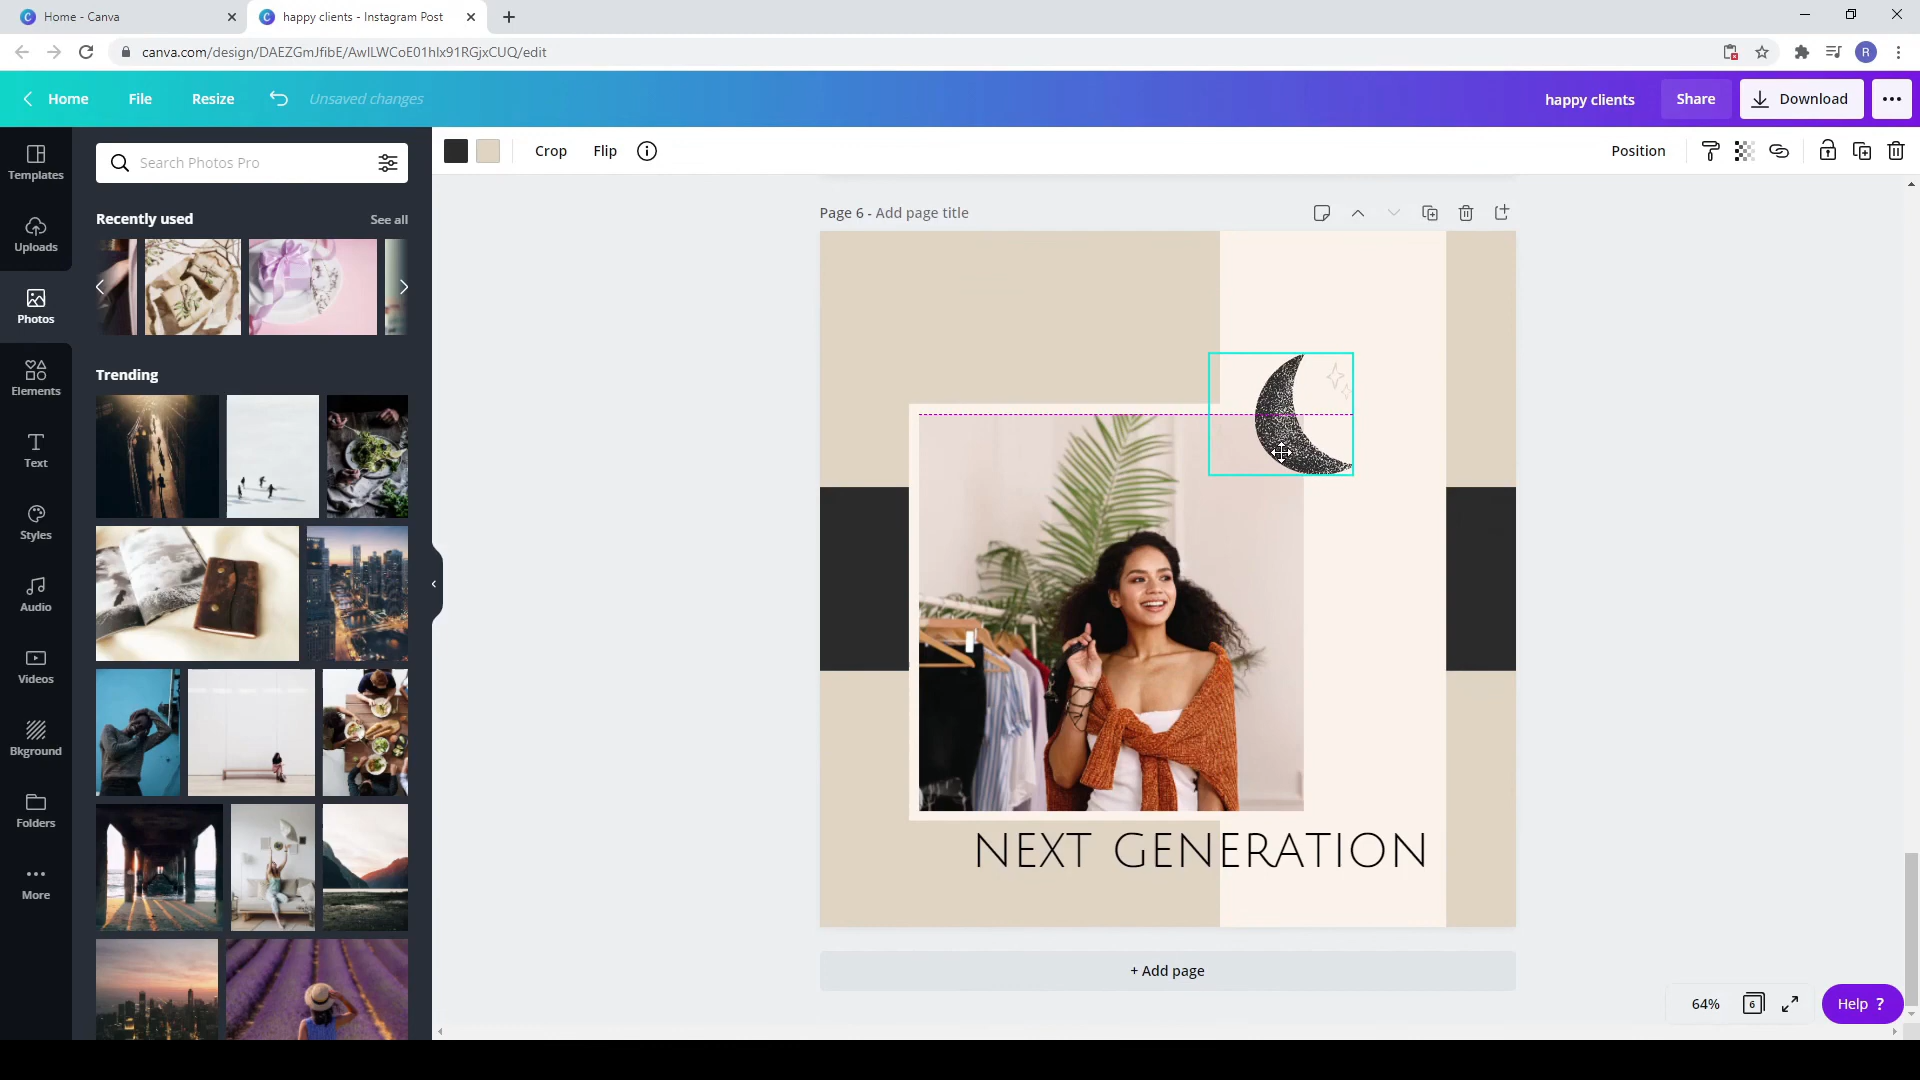 Home - Canva
happy clients - Instagram Post
canva.com/design/DAEZGmJfibE/AwILWCoE01hIx91RGjxCUQ/edit
R
Home
File
Resize
Unsaved changes
happy clients
Share
Download
Templates
Uploads
Photos
Elements
Text
Styles
Audio
Videos
Bkground
Folders
More
Search Photos Pro
Recently used
See all
Trending
Crop
Flip
Position
Page 6 - Add page title
NEXT GENERATION
+ Add page
64%
6
Help ?